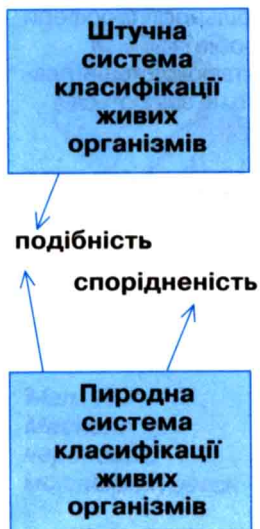 Штучна
система
класифікації
живих
організмів
подібність
спорідненість
Пиродна
система
класифікації
живих
організмів